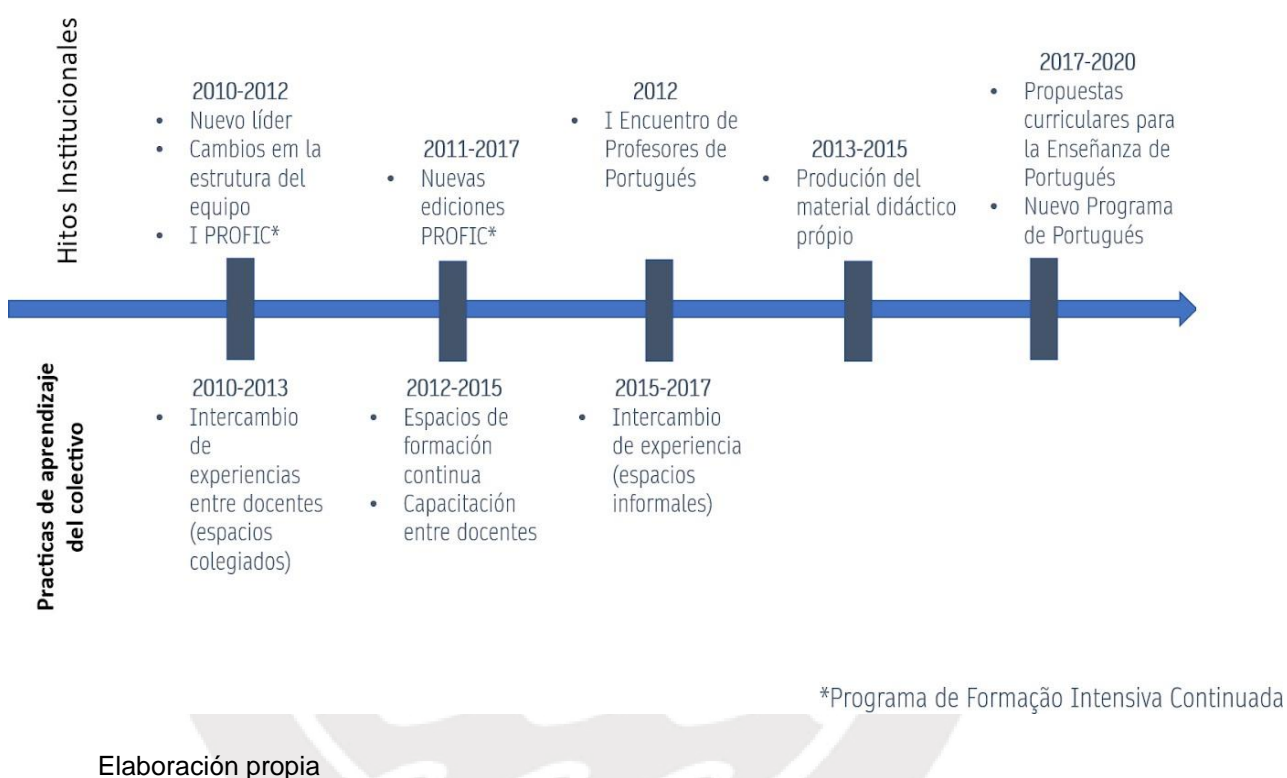 Hitos Institucionales
2010-2012
• Nuevo líder
• Cambios em la
estrutura del
equipo
• I PROFIC*
2011-2017
• Nuevas
ediciones
PROFIC*
2012
• I Encuentro de
Profesores de
Portugués
2013-2015
• Produción del
material didáctico
própio
2017-2020
• Propuestas
curriculares para
la Enseñanza de
Portugués
• Nuevo Programa
de Portugués
Practicas de aprendizaje
del colectivo
2010-2013
• Intercambio
de
experiencias
entre docentes
(espacios
colegiados)
2012-2015
• Espacios de
formación
continua
• Capacitación
entre docentes
2015-2017
• Intercambio
de experiencia
(espacios
informales)
*Programa de Formação Intensiva Continuada
Elaboración propia